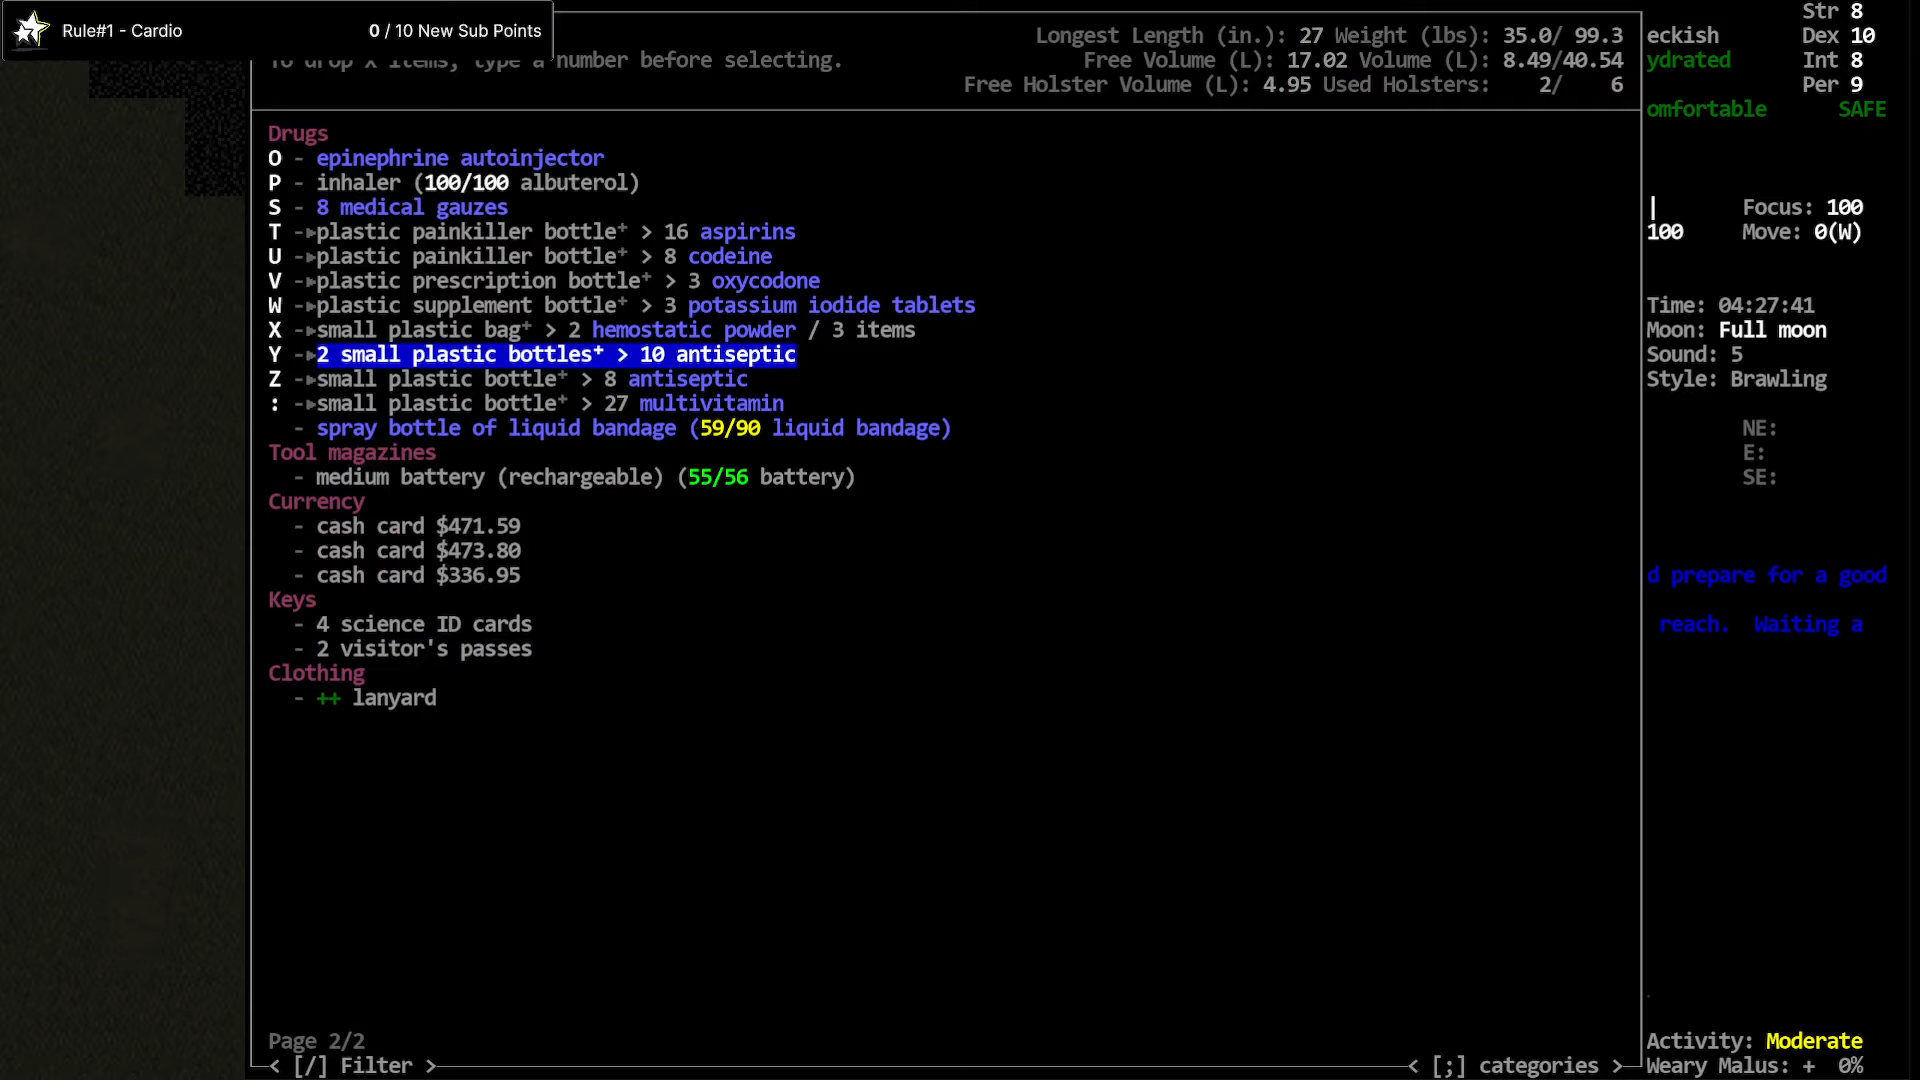 Rule#1 - Cardio 0 / 10 New Sub Points
To drop x items, type a number before selecting.
Longest Length (in.): 27 Weight (lbs): 35.0/ 99.3
Free Volume (L): 17.02 Volume (L): 8.49/40.54
Free Holster Volume (L): 4.95 Used Holsters: 2/ 6
Drugs
O - epinephrine autoinjector
P - inhaler (100/100 albuterol)
S - 8 medical gauzes
T -▸plastic painkiller bottle⁺ > 16 aspirins
U -▸plastic painkiller bottle⁺ > 8 codeine
V -▸plastic prescription bottle⁺ > 3 oxycodone
W -▸plastic supplement bottle⁺ > 3 potassium iodide tablets
X -▸small plastic bag⁺ > 2 hemostatic powder / 3 items
Y -▸2 small plastic bottles⁺ > 10 antiseptic
Z -▸small plastic bottle⁺ > 8 antiseptic
: -▸small plastic bottle⁺ > 27 multivitamin
- spray bottle of liquid bandage (59/90 liquid bandage)
Tool magazines
- medium battery (rechargeable) (55/56 battery)
Currency
- cash card $471.59
- cash card $473.80
- cash card $336.95
Keys
- 4 science ID cards
- 2 visitor's passes
Clothing
- ++ lanyard
Page 2/2
< [/] Filter >
< [;] categories >
Str 8
eckish Dex 10
ydrated Int 8
Per 9
omfortable SAFE
| Focus: 100
100 Move: 0(W)
Time: 04:27:41
Moon: Full moon
Sound: 5
Style: Brawling
NE:
E:
SE:
d prepare for a good
reach. Waiting a
Activity: Moderate
Weary Malus: + 0%